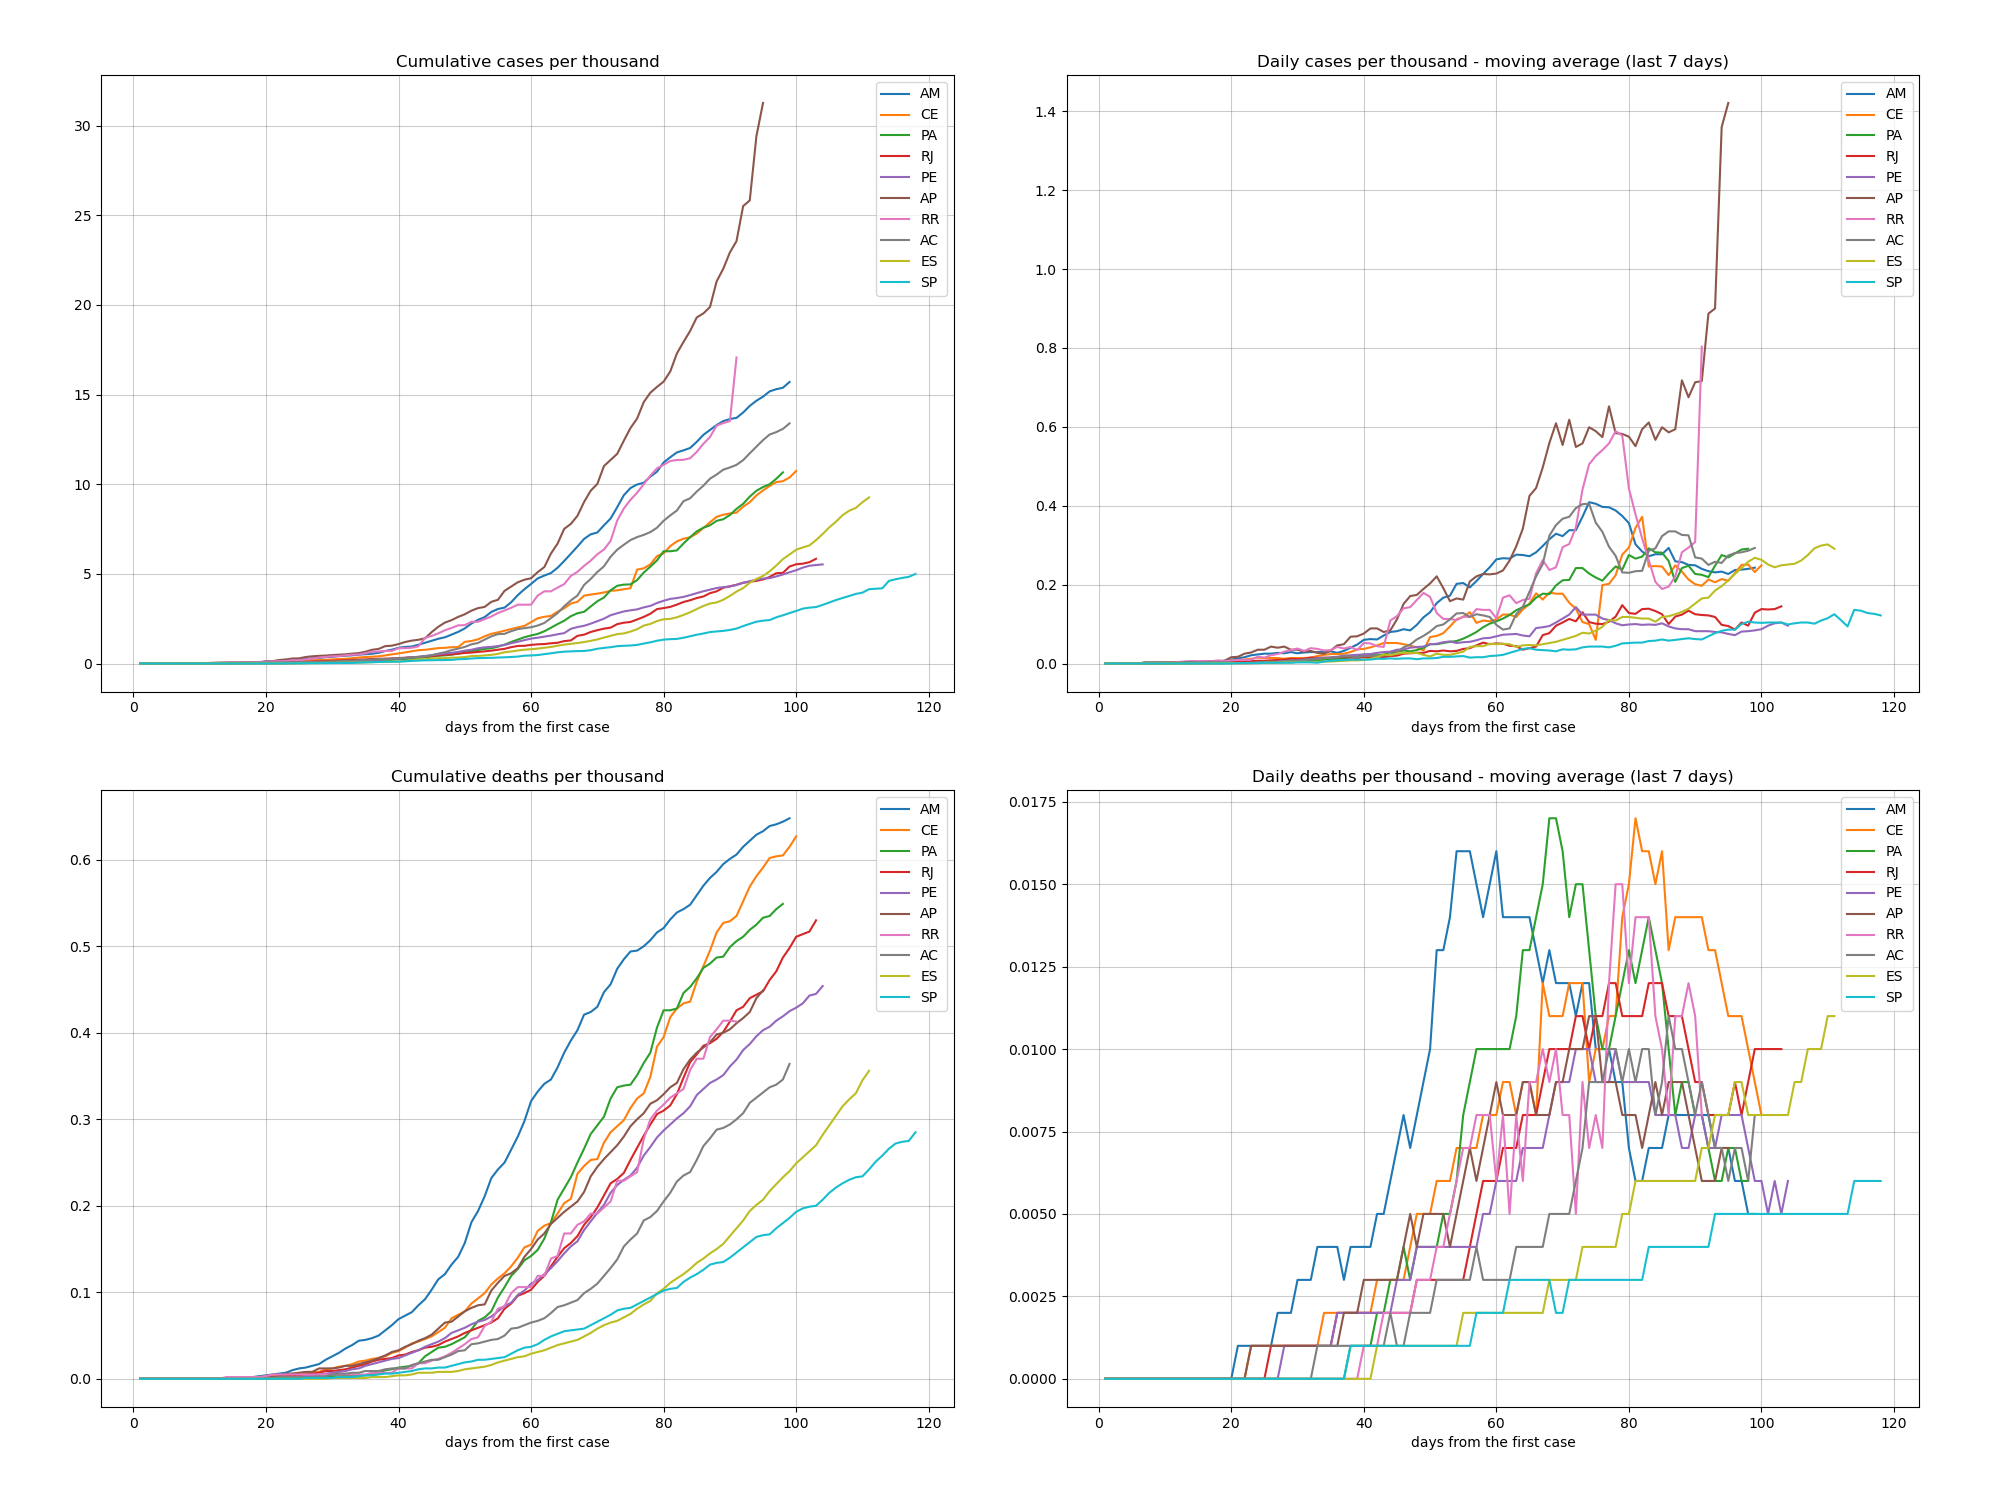 Cumulative cases per thousand
30
25
20
15
10
5
0
0 20 40 60 80 100 120
days from the first case
AM
CE
PA
RJ
PE
AP
RR
AC
ES
SP
Daily cases per thousand - moving average (last 7 days)
1.4
1.2
1.0
0.8
0.6
0.4
0.2
0.0
0 20 40 60 80 100 120
days from the first case
AM
CE
PA
RJ
PE
AP
RR
AC
ES
SP
Cumulative deaths per thousand
0.6
0.5
0.4
0.3
0.2
0.1
0.0
0 20 40 60 80 100 120
days from the first case
AM
CE
PA
RJ
PE
AP
RR
AC
ES
SP
Daily deaths per thousand - moving average (last 7 days)
0.0175
0.0150
0.0125
0.0100
0.0075
0.0050
0.0025
0.0000
0 20 40 60 80 100 120
days from the first case
AM
CE
PA
RJ
PE
AP
RR
AC
ES
SP